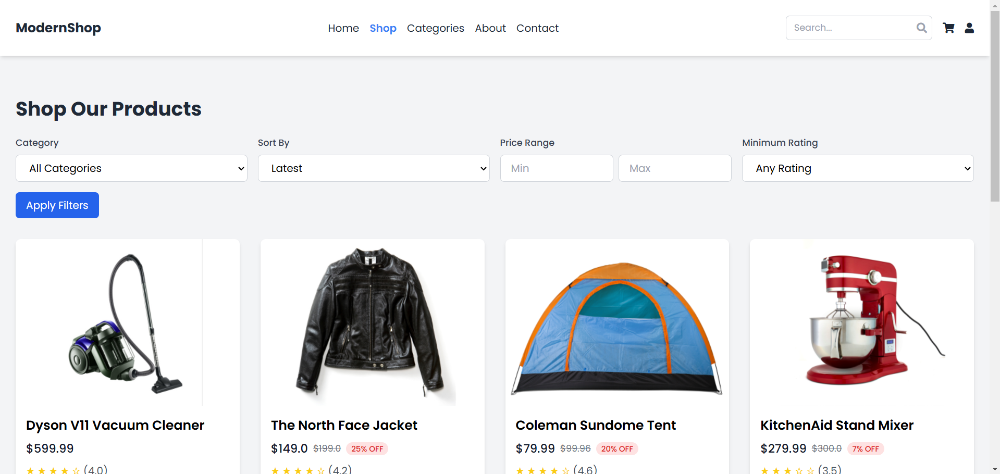 ModernShop
Home Shop Categories About Contact
Search...
Shop Our Products
Category Sort By Price Range Minimum Rating
All Categories Latest Min Max Any Rating
Apply Filters
Dyson V11 Vacuum Cleaner
$599.99
★ ★ ★ ★ ☆ (4.0)
The North Face Jacket
$149.0 $199.0 25% OFF
★ ★ ★ ★ ☆ (4.2)
Coleman Sundome Tent
$79.99 $99.96 20% OFF
★ ★ ★ ★ ☆ (4.6)
KitchenAid Stand Mixer
$279.99 $300.0 7% OFF
★ ★ ★ ☆ ☆ (3.5)